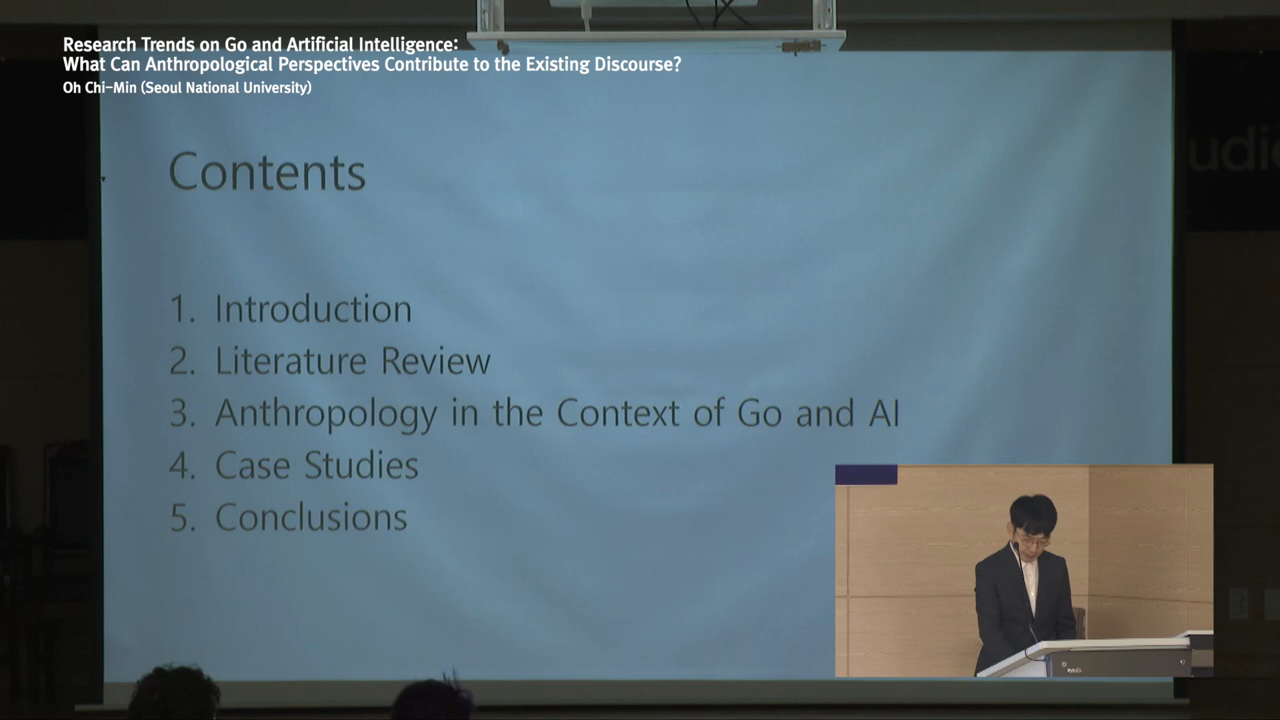 Research Trends on Go and Artificial Intelligence:
What Can Anthropological Perspectives Contribute to the Existing Discourse?
Oh Chi-Min (Seoul National University)
Contents
1. Introduction
2. Literature Review
3. Anthropology in the Context of Go and AI
4. Case Studies
5. Conclusions